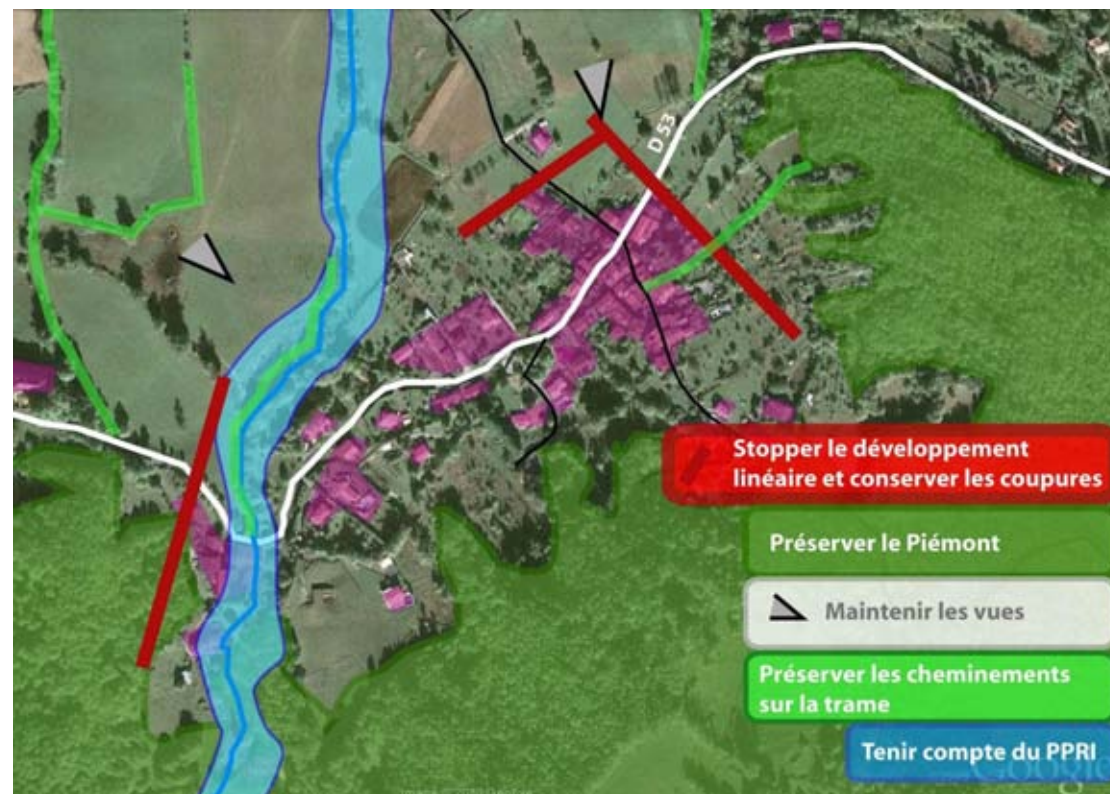 D 53
Stopper le développement
linéaire et conserver les coupures
Préserver le Piémont
Maintenir les vues
Préserver les cheminements
sur la trame
Tenir compte du PPRI
Google